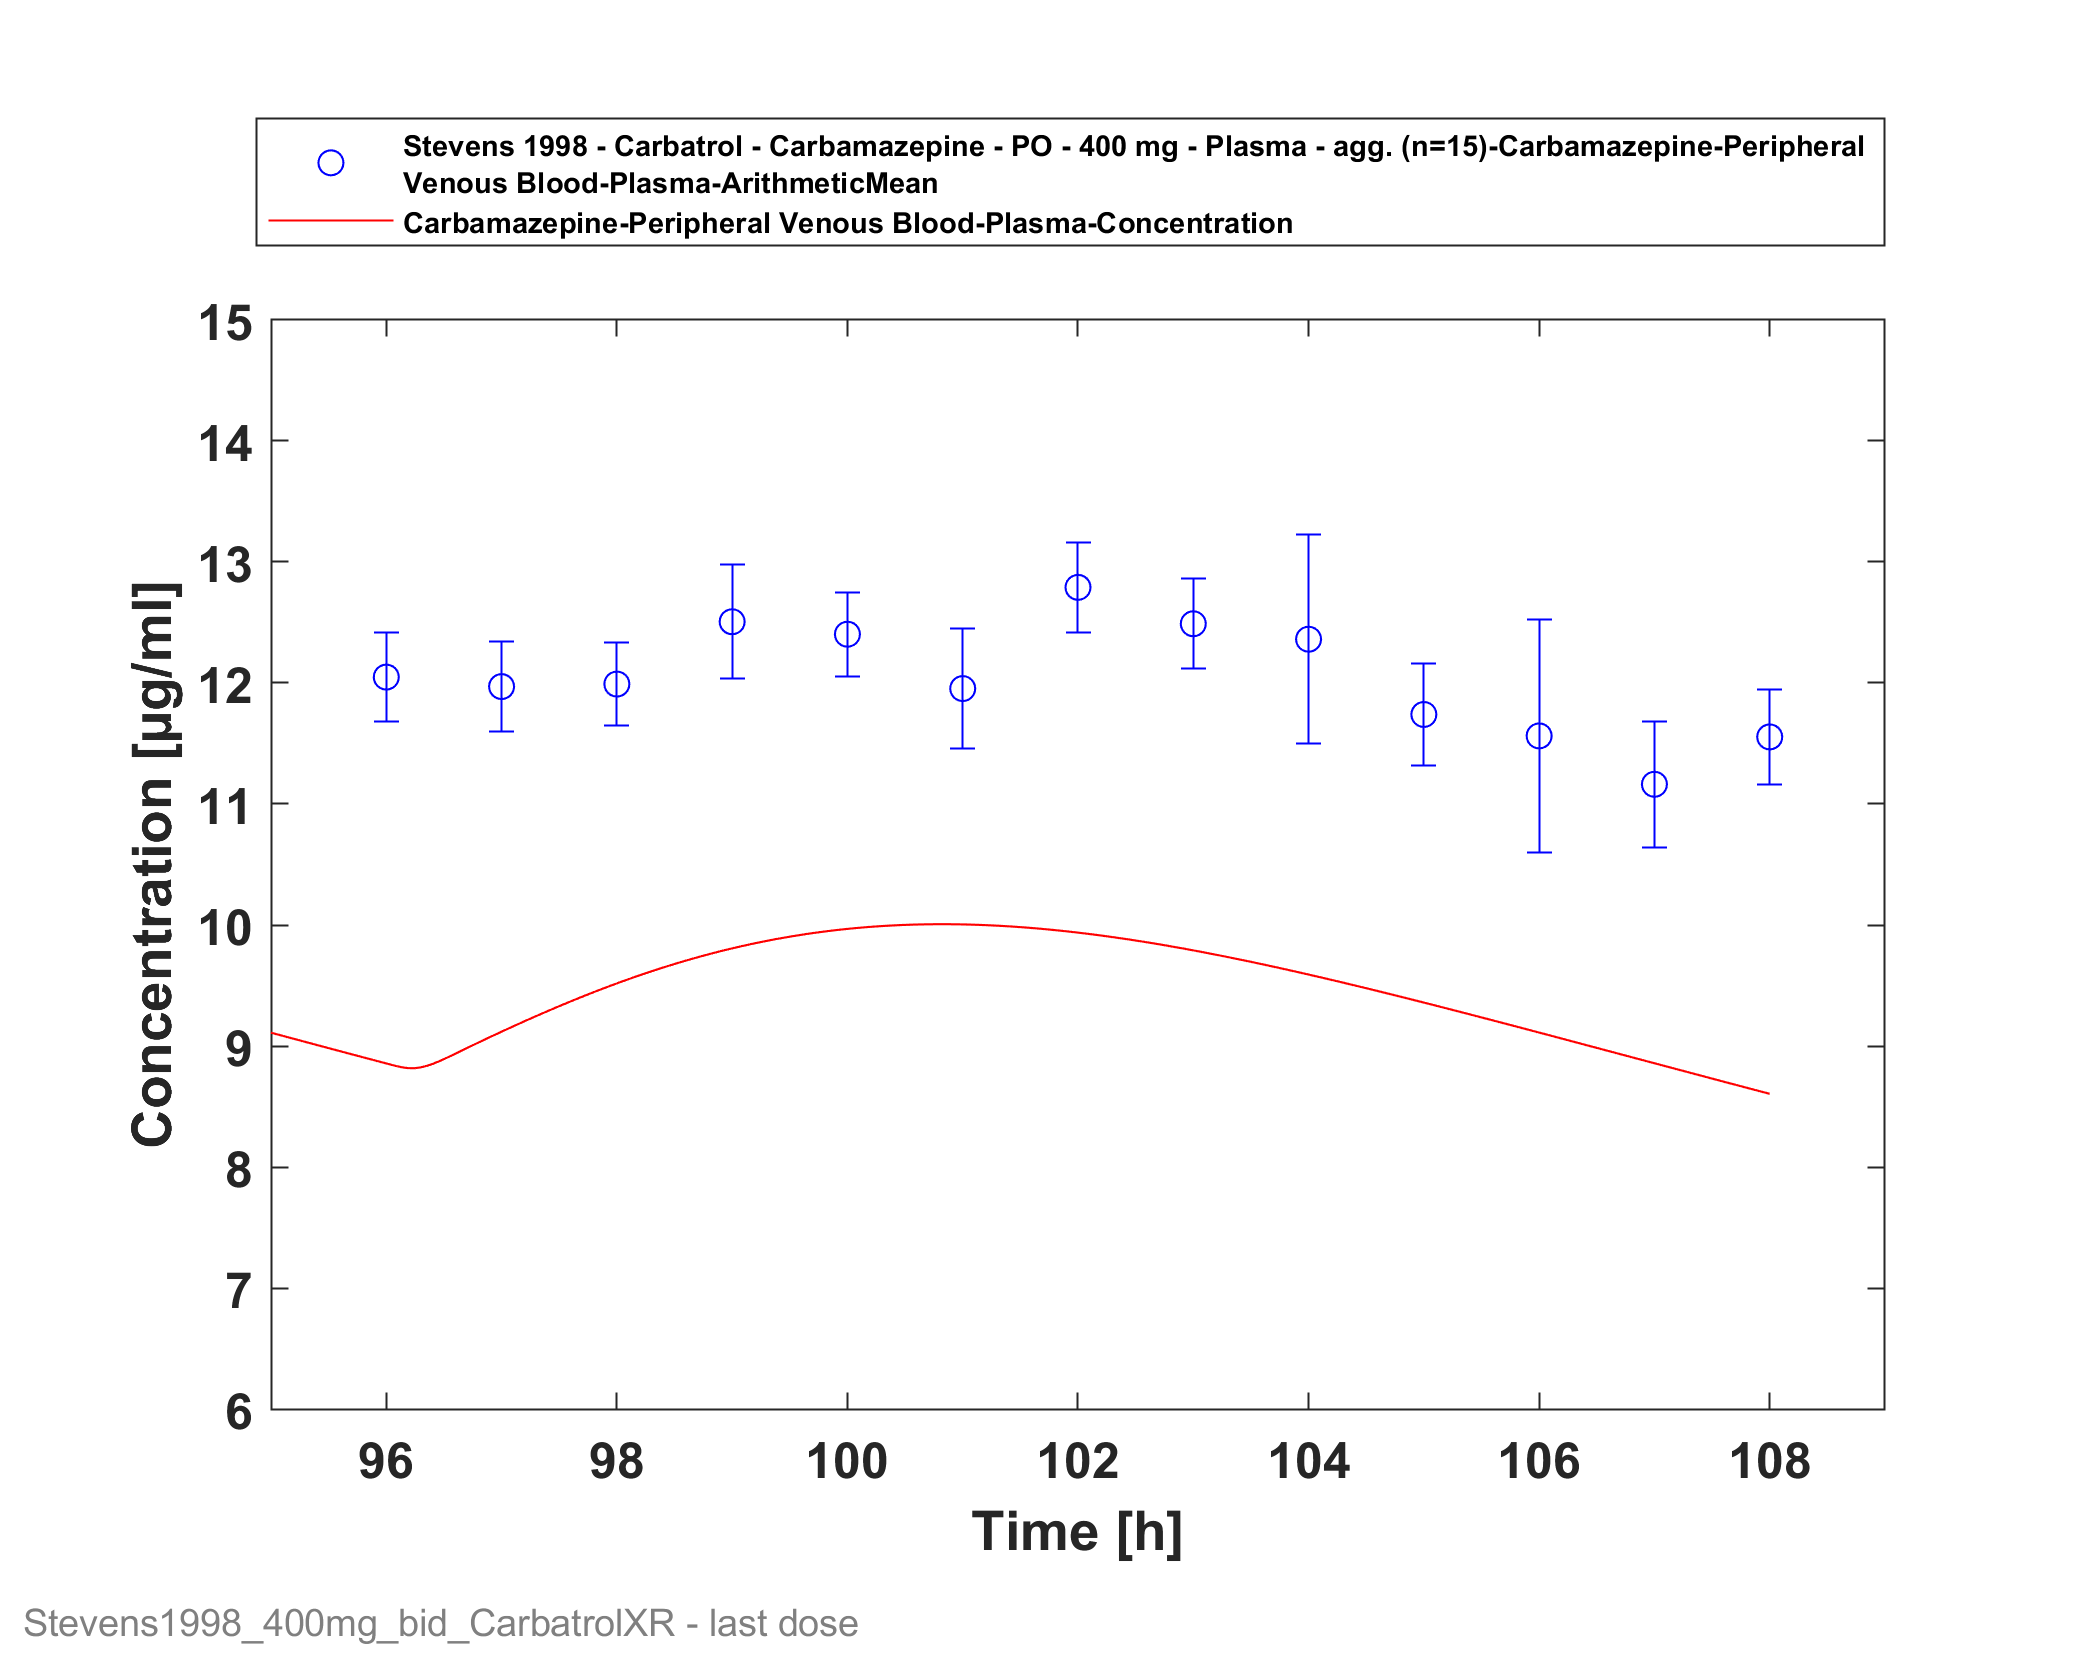 Stevens 1998 - Carbatrol - Carbamazepine - PO - 400 mg - Plasma - agg. (n=15)-Carbamazepine-Peripheral
Venous Blood-Plasma-ArithmeticMean
Carbamazepine-Peripheral Venous Blood-Plasma-Concentration
15
14
13
12
11
10
9
8
7
6
Concentration [µg/ml]
96 98 100 102 104 106 108
Time [h]
Stevens1998_400mg_bid_CarbatrolXR - last dose